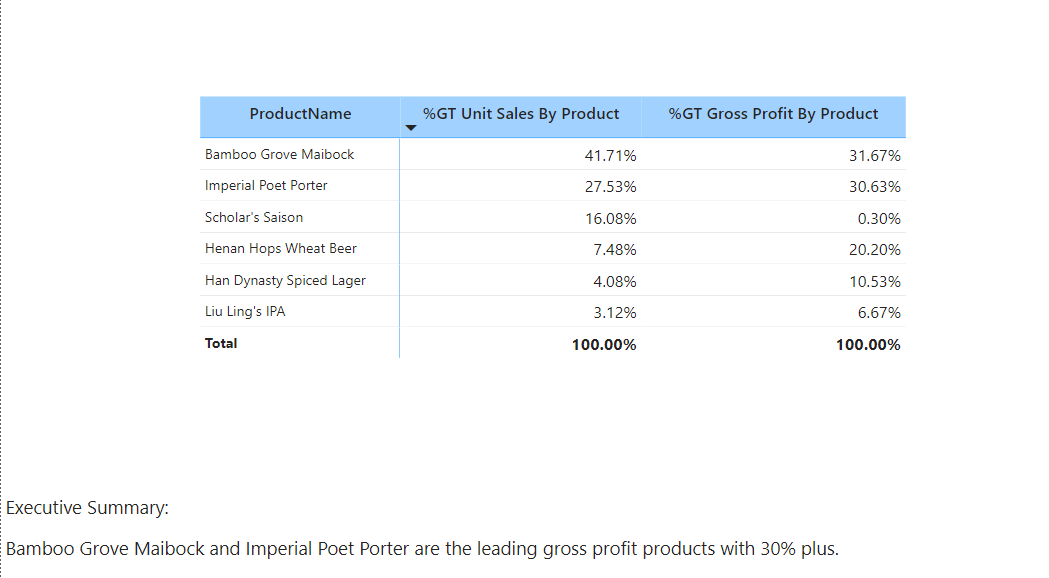 ProductName %GT Unit Sales By Product %GT Gross Profit By Product
Bamboo Grove Maibock 41.71% 31.67%
Imperial Poet Porter 27.53% 30.63%
Scholar's Saison 16.08% 0.30%
Henan Hops Wheat Beer 7.48% 20.20%
Han Dynasty Spiced Lager 4.08% 10.53%
Liu Ling's IPA 3.12% 6.67%
Total 100.00% 100.00%
Executive Summary:
Bamboo Grove Maibock and Imperial Poet Porter are the leading gross profit products with 30% plus.